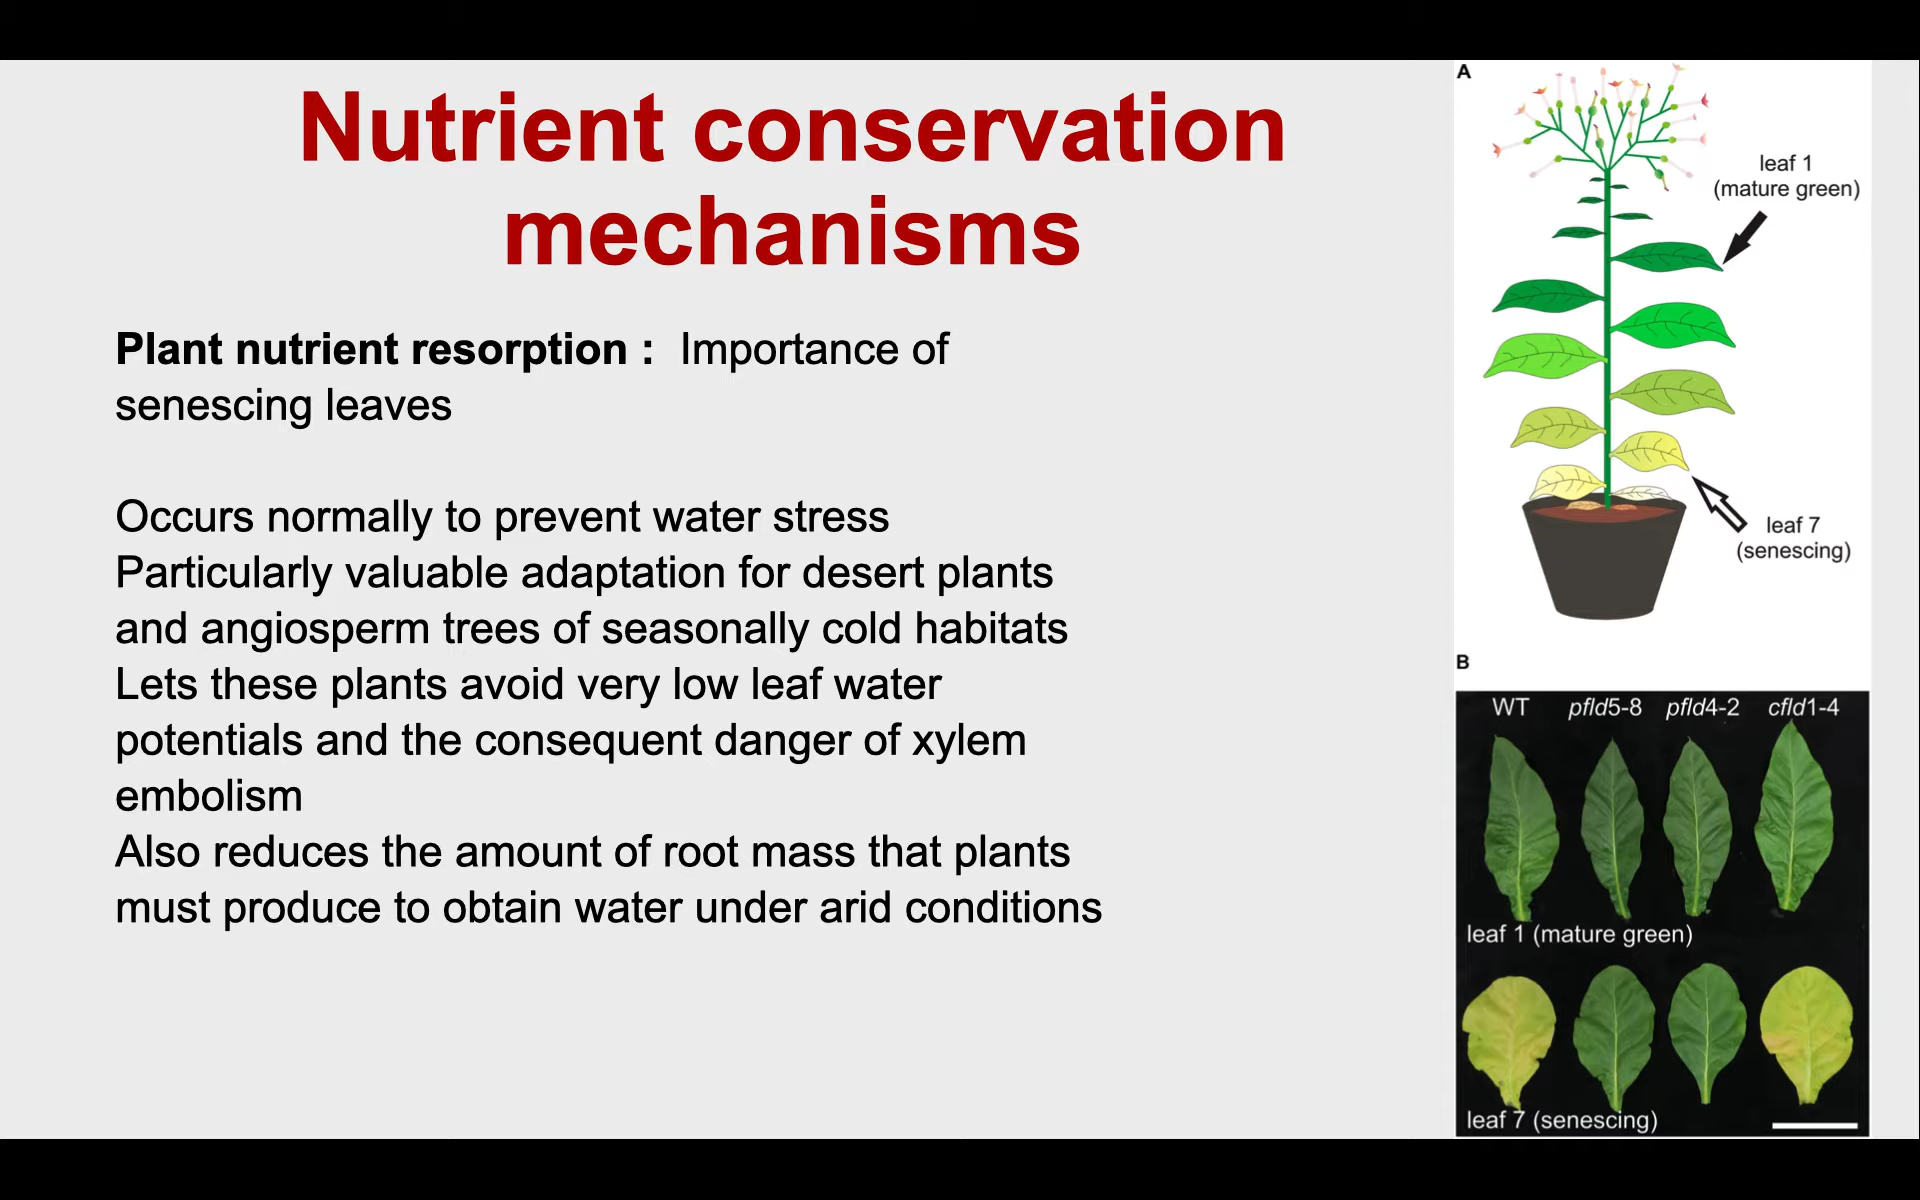 Nutrient conservation
mechanisms
Plant nutrient resorption :  Importance of
senescing leaves
Occurs normally to prevent water stress
Particularly valuable adaptation for desert plants
and angiosperm trees of seasonally cold habitats
Lets these plants avoid very low leaf water
potentials and the consequent danger of xylem
embolism
Also reduces the amount of root mass that plants
must produce to obtain water under arid conditions
A
leaf 1
(mature green)
leaf 7
(senescing)
B
WT pfld5-8 pfld4-2 cfld1-4
leaf 1 (mature green)
leaf 7 (senescing)